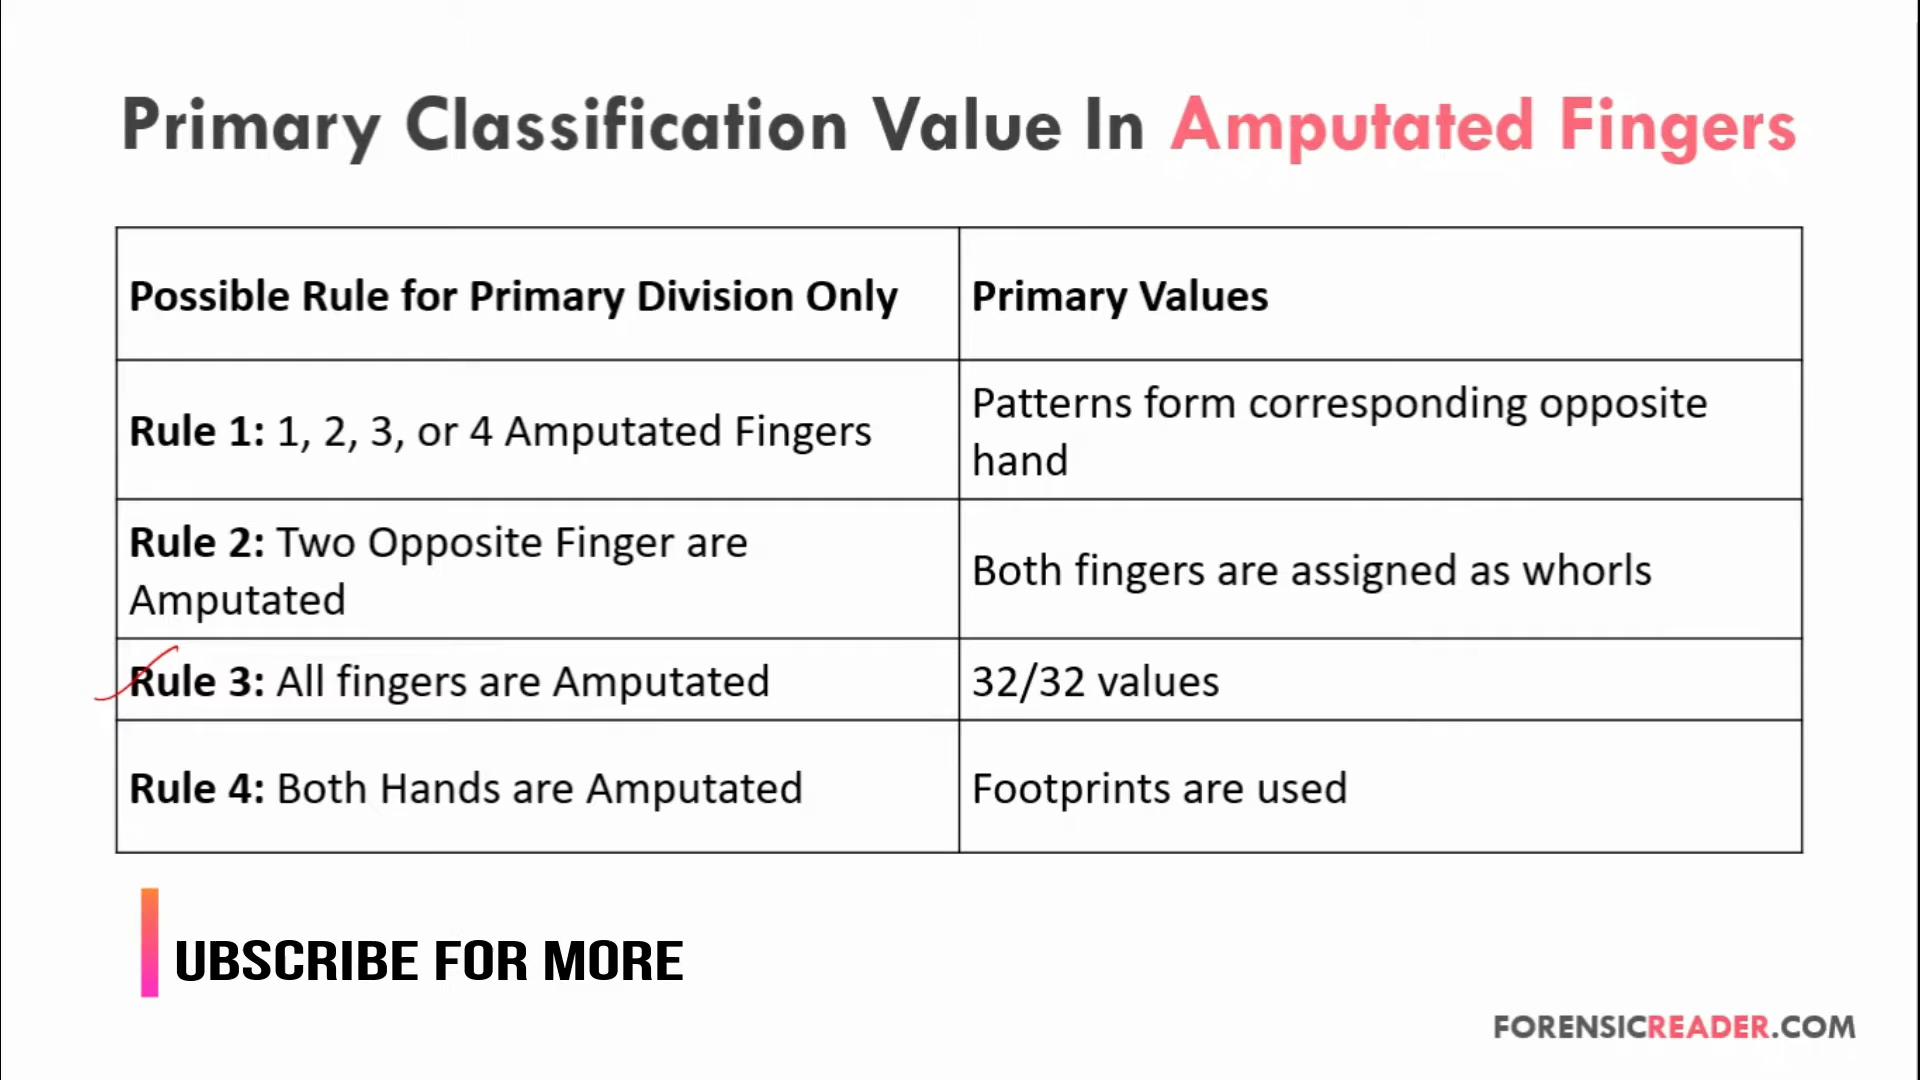 Primary Classification Value In Amputated Fingers
Possible Rule for Primary Division Only
Primary Values
Rule 1: 1, 2, 3, or 4 Amputated Fingers
Patterns form corresponding opposite
hand
Rule 2: Two Opposite Finger are
Amputated
Both fingers are assigned as whorls
Rule 3: All fingers are Amputated
32/32 values
Rule 4: Both Hands are Amputated
Footprints are used
UBSCRIBE FOR MORE
FORENSICREADER.COM